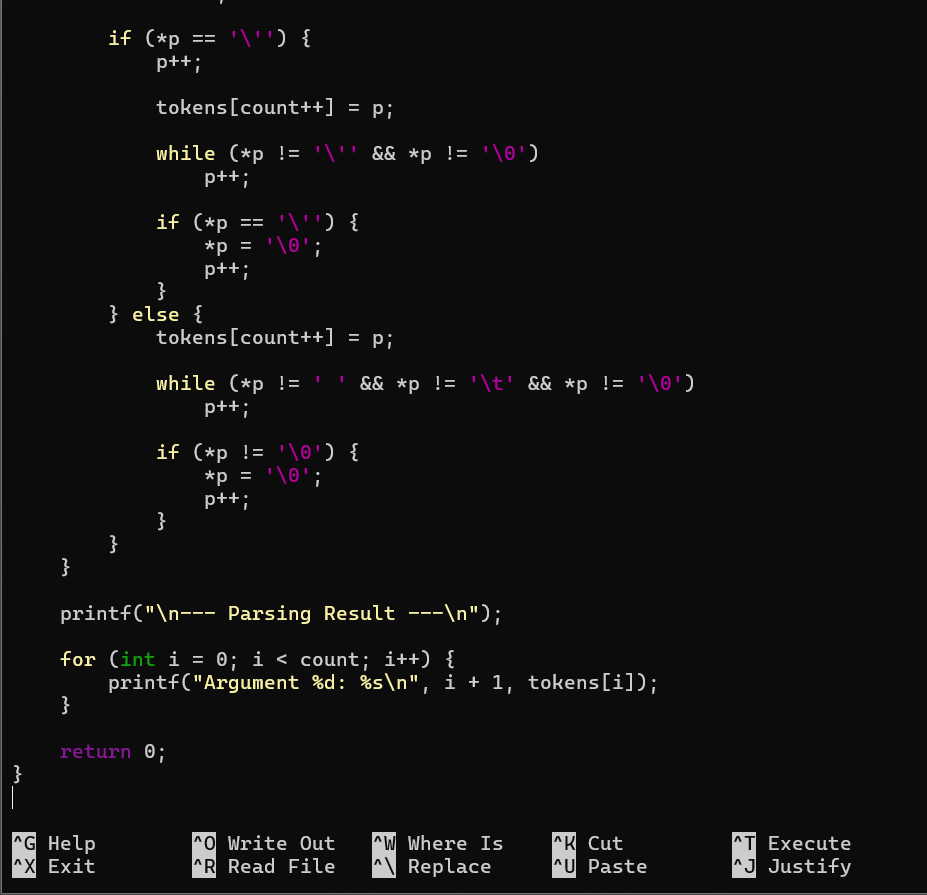 if (*p == '\'') {
p++;
tokens[count++] = p;
while (*p != '\'' && *p != '\0')
p++;
if (*p == '\'') {
*p = '\0';
p++;
}
} else {
tokens[count++] = p;
while (*p != ' ' && *p != '\t' && *p != '\0')
p++;
if (*p != '\0') {
*p = '\0';
p++;
}
}
}
printf("\n--- Parsing Result ---\n");
for (int i = 0; i < count; i++) {
printf("Argument %d: %s\n", i + 1, tokens[i]);
}
return 0;
}
^G Help ^O Write Out ^W Where Is ^K Cut ^T Execute
^X Exit ^R Read File ^\ Replace ^U Paste ^J Justify